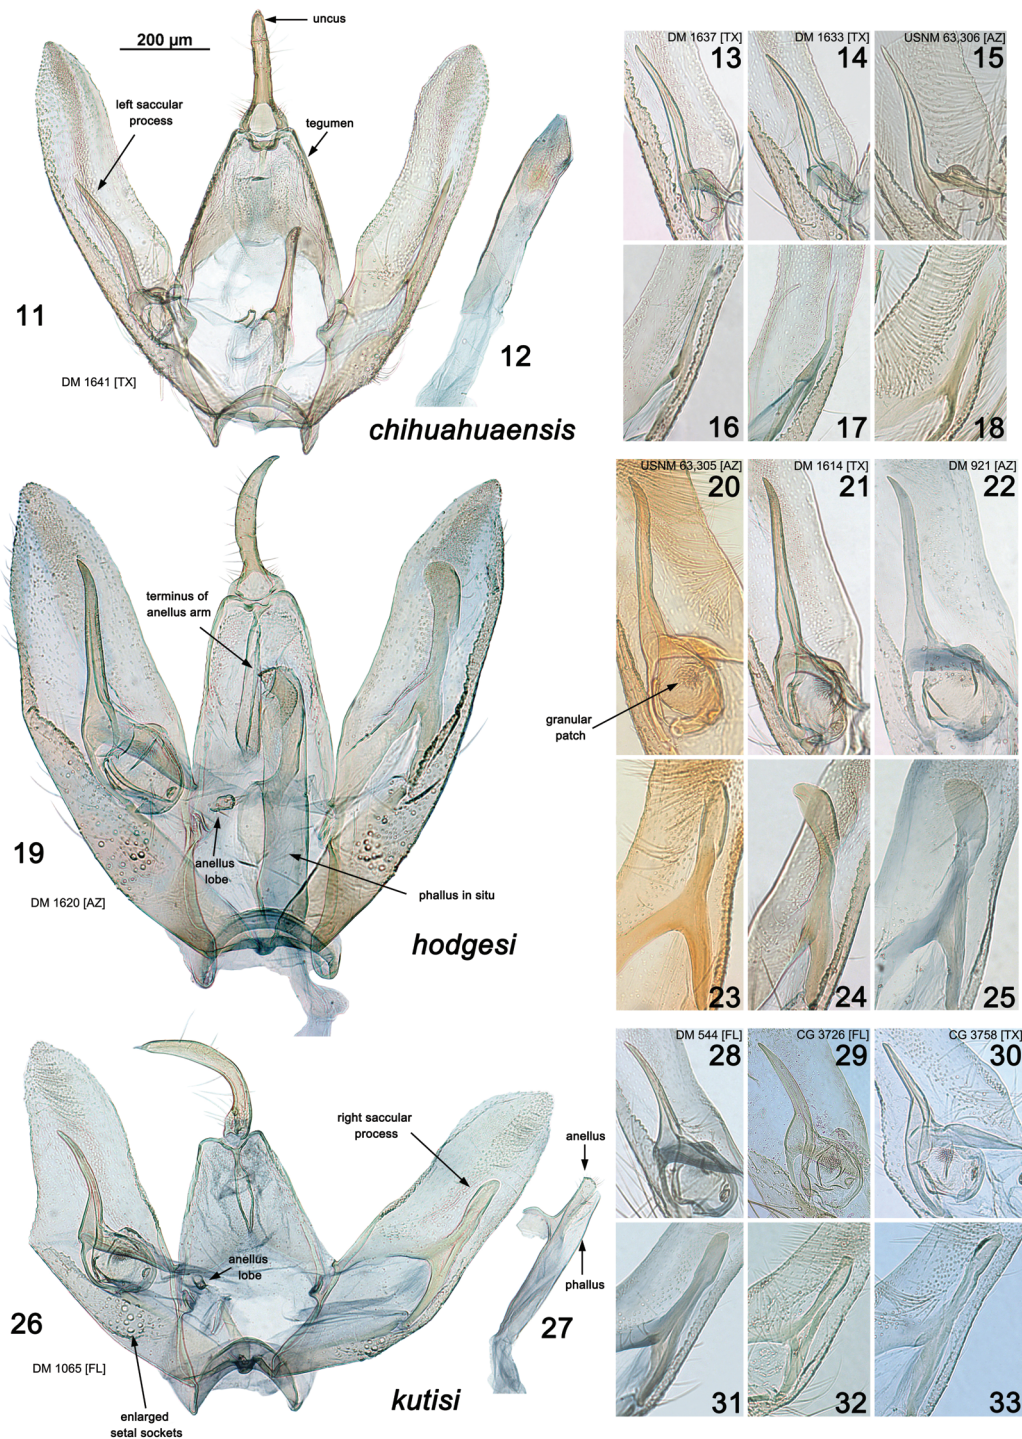 uncus
200 µm
left saccular
process
tegumen
11
12
DM 1641 [TX]
chihuahuaensis
DM 1637 [TX]
13
DM 1633 [TX]
14
USNM 63,306 [AZ]
15
16
17
18
terminus of
anellus arm
19
anellus
lobe
phallus in situ
DM 1620 [AZ]
hodgesi
USNM 63,305 [AZ]
20
DM 1614 [TX]
21
DM 921 [AZ]
22
granular
patch
23
24
25
right saccular
process
anellus
anellus
lobe
phallus
26
27
DM 1065 [FL]
enlarged
setal sockets
kutisi
DM 544 [FL]
28
CG 3726 [FL]
29
CG 3758 [TX]
30
31
32
33